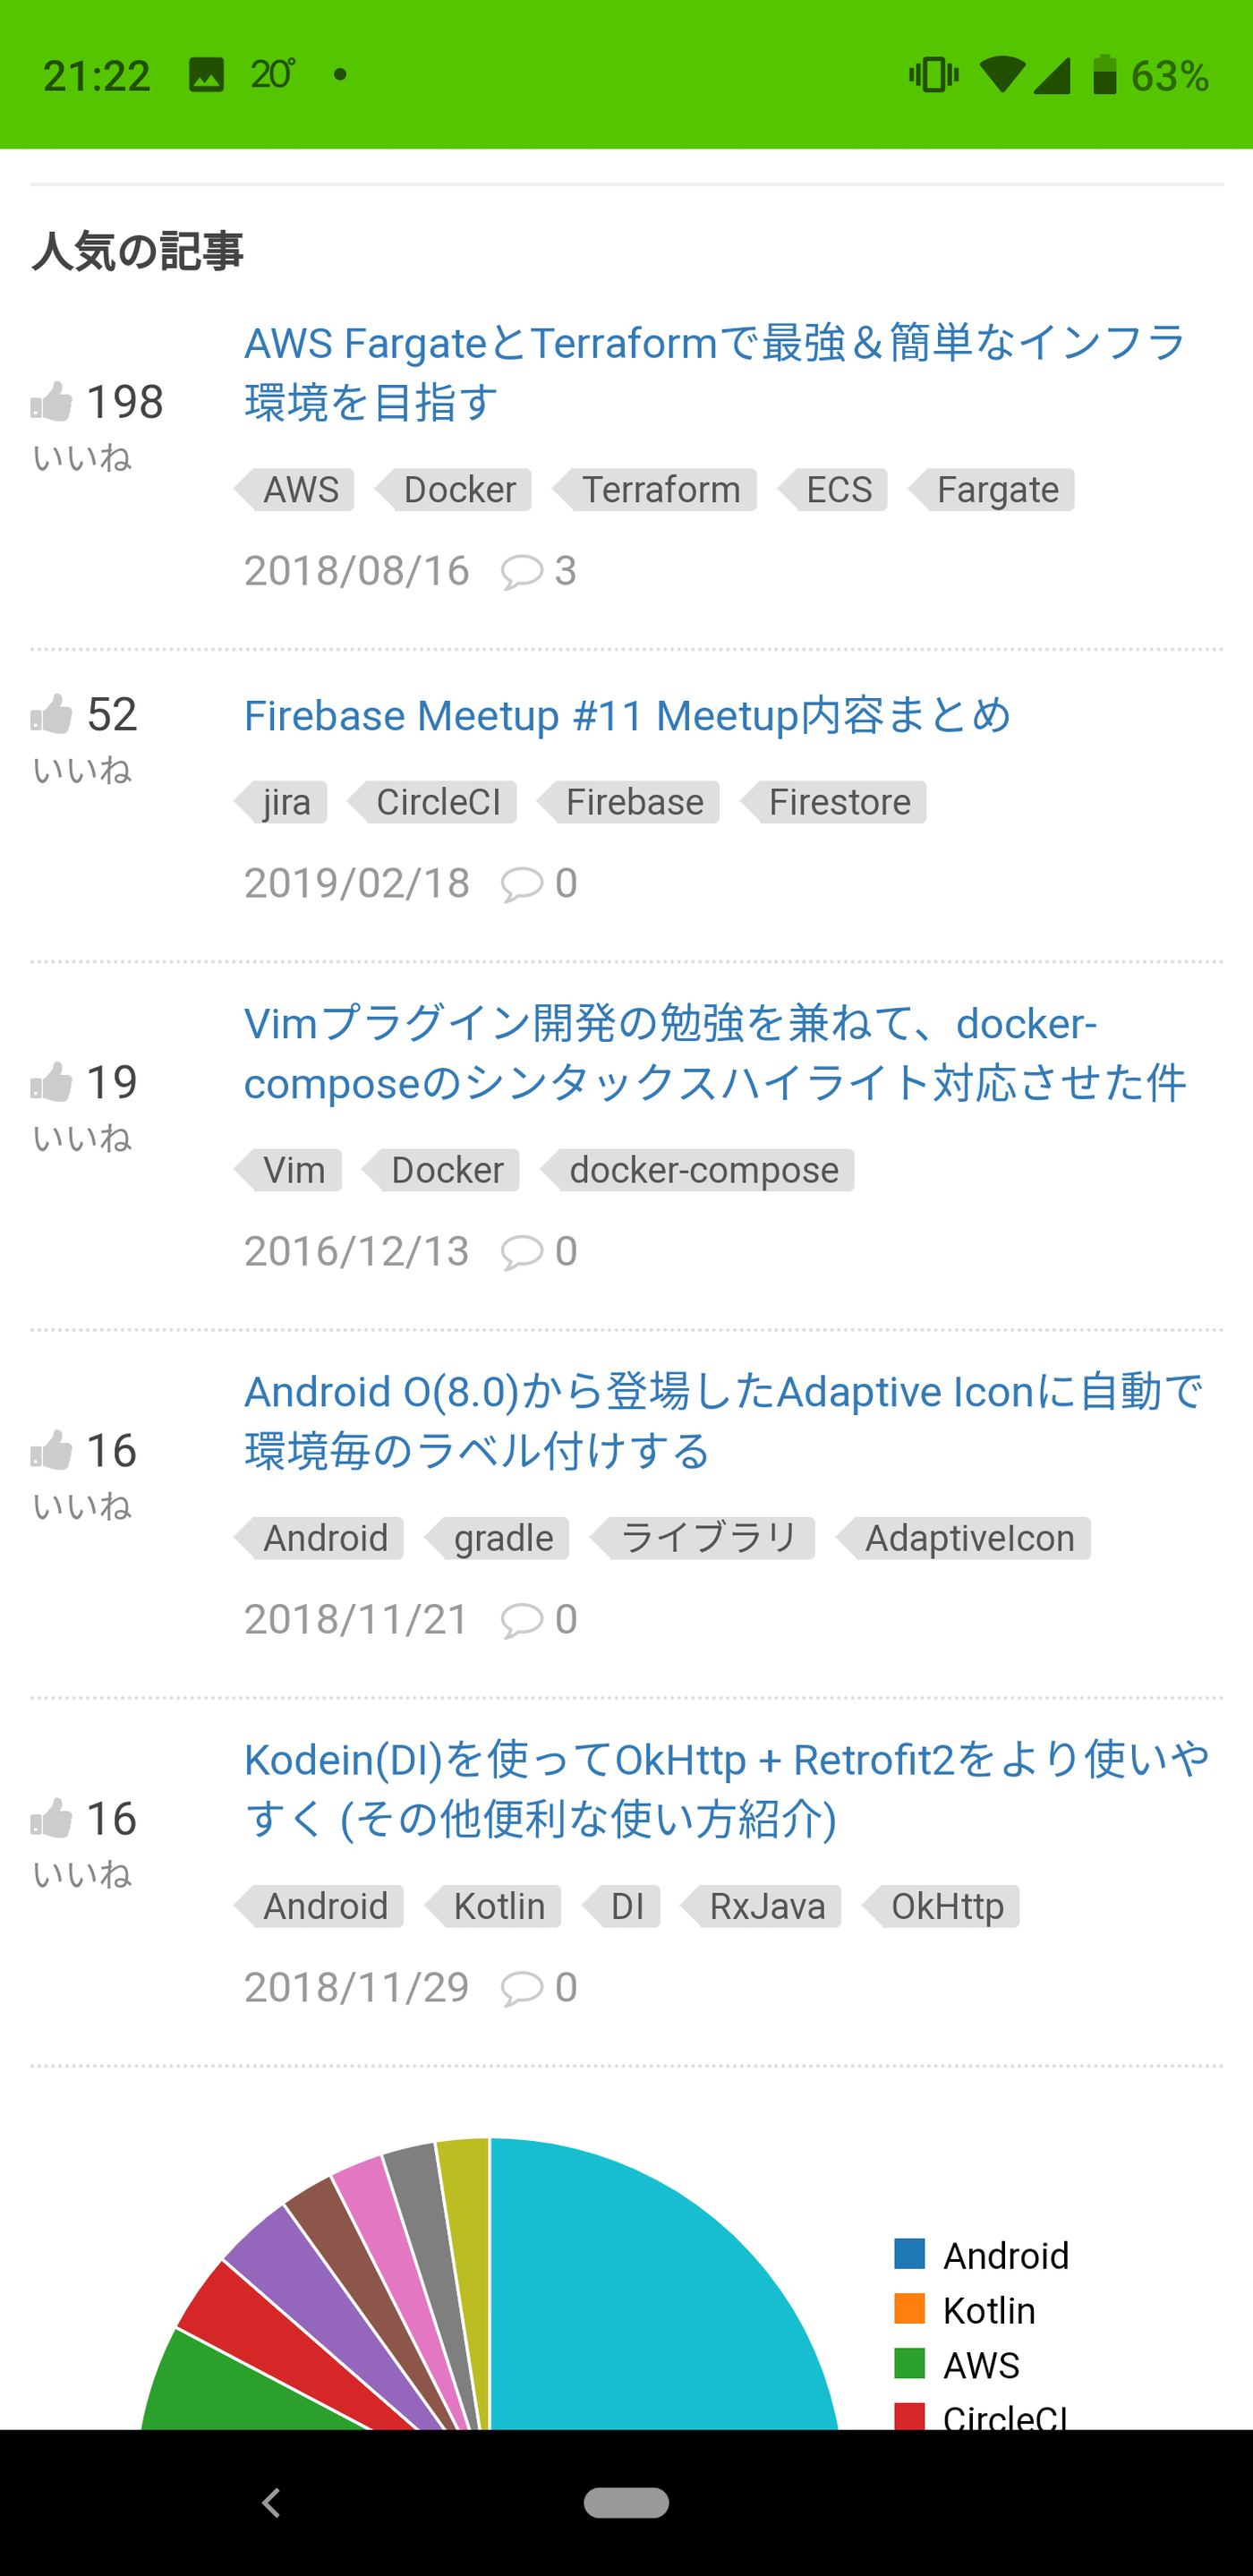 21:22 20° 63%
人気の記事
AWS FargateとTerraformで最強＆簡単なインフラ
環境を目指す
198
いいね
AWS Docker Terraform ECS Fargate
2018/08/16 3
52 Firebase Meetup #11 Meetup内容まとめ
いいね
jira CircleCI Firebase Firestore
2019/02/18 0
Vimプラグイン開発の勉強を兼ねて、docker-
composeのシンタックスハイライト対応させた件
19
いいね
Vim Docker docker-compose
2016/12/13 0
Android O(8.0)から登場したAdaptive Iconに自動で
環境毎のラベル付けする
16
いいね
Android gradle ライブラリ AdaptiveIcon
2018/11/21 0
Kodein(DI)を使ってOkHttp + Retrofit2をより使いや
すく (その他便利な使い方紹介)
16
いいね
Android Kotlin DI RxJava OkHttp
2018/11/29 0
Android
Kotlin
AWS
CircleCI